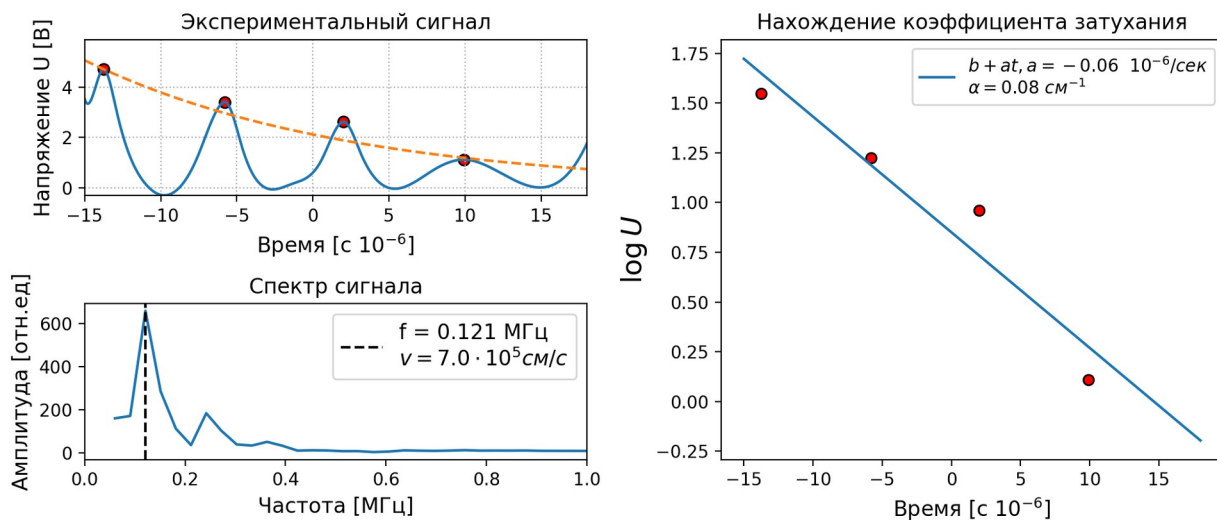 Экспериментальный сигнал
Напряжение U [В]
4
2
0
−15 −10 −5 0 5 10 15
Время [с 10⁻⁶]
Спектр сигнала
Амплитуда [отн.ед]
600
400
200
0
f = 0.121 МГц
v = 7.0 · 10⁵см/с
0.0 0.2 0.4 0.6 0.8 1.0
Частота [МГц]
Нахождение коэффициента затухания
log U
1.75
1.50
1.25
1.00
0.75
0.50
0.25
0.00
−0.25
b + at, a = −0.06 10⁻⁶/сек
α = 0.08 см⁻¹
−15 −10 −5 0 5 10 15
Время [с 10⁻⁶]